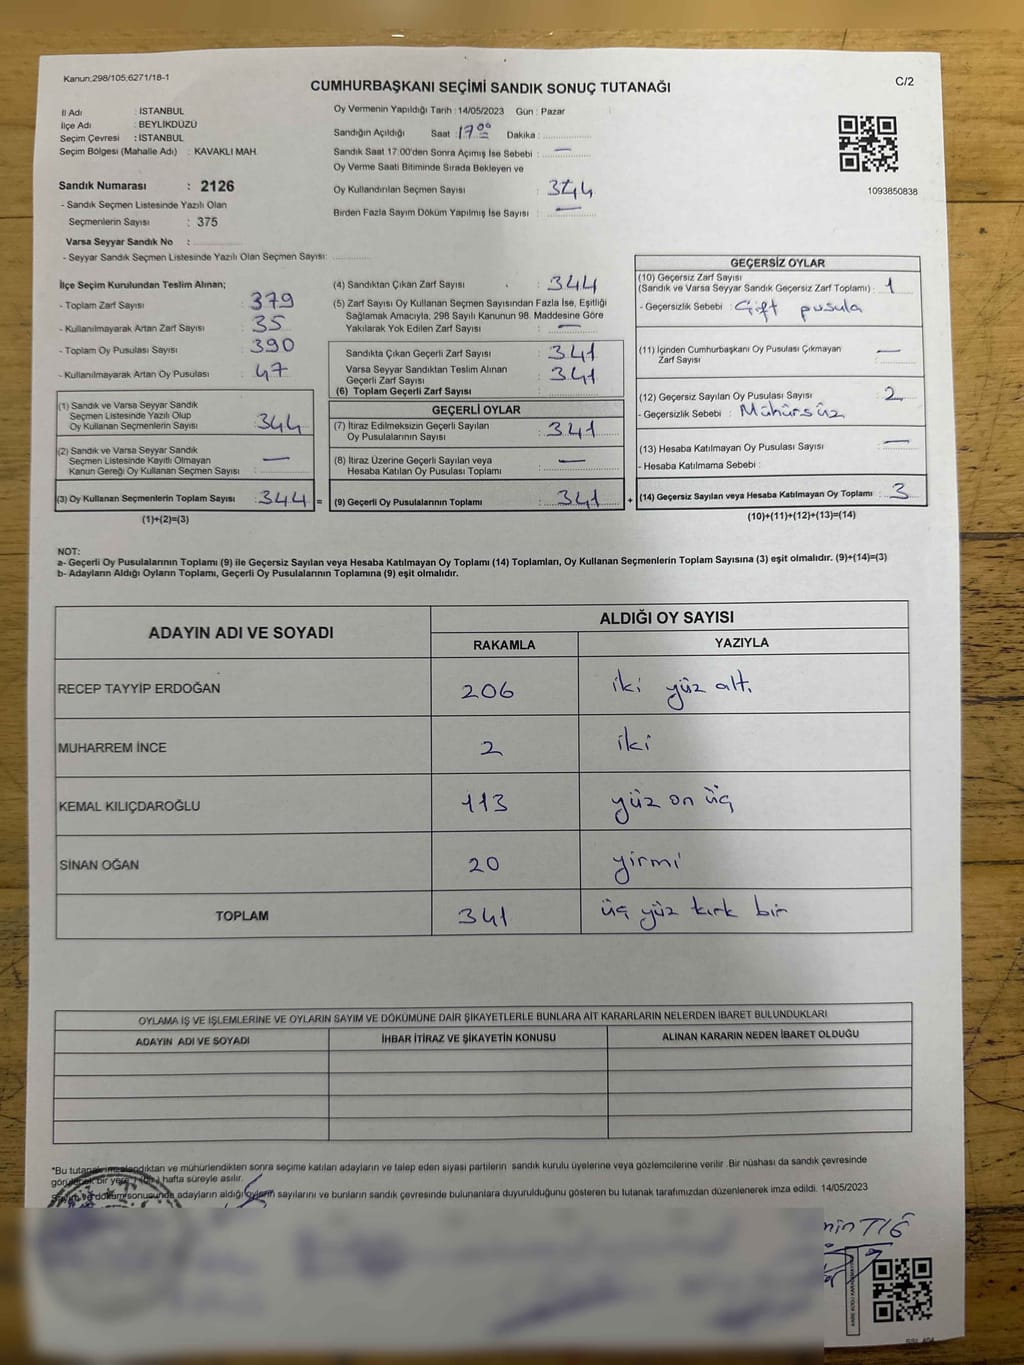 Kanun;298/105;6271/18-1
CUMHURBAŞKANI SEÇİMİ SANDIK SONUÇ TUTANAĞI
C/2
İl Adı : İSTANBUL
İlçe Adı : BEYLİKDÜZÜ
Seçim Çevresi : İSTANBUL
Seçim Bölgesi (Mahalle Adı) : KAVAKLI MAH.
Sandık Numarası : 2126
- Sandık Seçmen Listesinde Yazılı Olan
Seçmenlerin Sayısı : 375
Varsa Seyyar Sandık No :
- Seyyar Sandık Seçmen Listesinde Yazılı Olan Seçmen Sayısı:
Oy Vermenin Yapıldığı Tarih : 14/05/2023 Gün : Pazar
Sandığın Açıldığı Saat : 17.00 Dakika :
Sandık Saat 17:00'den Sonra Açımış İse Sebebi : —
Oy Verme Saati Bitiminde Sırada Bekleyen ve
Oy Kullandırılan Seçmen Sayısı : 344
Birden Fazla Sayım Döküm Yapılmış İse Sayısı : —
1093850838
İlçe Seçim Kurulundan Teslim Alınan;
- Toplam Zarf Sayısı : 379
- Kullanılmayarak Artan Zarf Sayısı : 35
- Toplam Oy Pusulası Sayısı : 390
- Kullanılmayarak Artan Oy Pusulası : 47
(1) Sandık ve Varsa Seyyar Sandık
Seçmen Listesinde Yazılı Olup
Oy Kullanan Seçmenlerin Sayısı : 344
(2) Sandık ve Varsa Seyyar Sandık
Seçmen Listesinde Kayıtlı Olmayan
Kanun Gereği Oy Kullanan Seçmen Sayısı : —
(3) Oy Kullanan Seçmenlerin Toplam Sayısı : 344 =
(1)+(2)=(3)
(4) Sandıktan Çıkan Zarf Sayısı : 344
(5) Zarf Sayısı Oy Kullanan Seçmen Sayısından Fazla İse, Eşitliği
Sağlamak Amacıyla, 298 Sayılı Kanunun 98. Maddesine Göre
Yakılarak Yok Edilen Zarf Sayısı : —
Sandıkta Çıkan Geçerli Zarf Sayısı : 341
Varsa Seyyar Sandıktan Teslim Alınan
Geçerli Zarf Sayısı : 341
(6) Toplam Geçerli Zarf Sayısı :
GEÇERLİ OYLAR
(7) İtiraz Edilmeksizin Geçerli Sayılan
Oy Pusulalarının Sayısı : 341
(8) İtiraz Üzerine Geçerli Sayılan veya
Hesaba Katılan Oy Pusulası Toplamı : —
(9) Geçerli Oy Pusulalarının Toplamı : 341 +
GEÇERSİZ OYLAR
(10) Geçersiz Zarf Sayısı
(Sandık ve Varsa Seyyar Sandık Geçersiz Zarf Toplamı) : 1
- Geçersizlik Sebebi : Çift pusula
(11) İçinden Cumhurbaşkanı Oy Pusulası Çıkmayan
Zarf Sayısı : —
(12) Geçersiz Sayılan Oy Pusulası Sayısı : 2
- Geçersizlik Sebebi : Mühürsüz
(13) Hesaba Katılmayan Oy Pusulası Sayısı : —
- Hesaba Katılmama Sebebi :
(14) Geçersiz Sayılan veya Hesaba Katılmayan Oy Toplamı : 3
(10)+(11)+(12)+(13)=(14)
NOT:
a- Geçerli Oy Pusulalarının Toplamı (9) ile Geçersiz Sayılan veya Hesaba Katılmayan Oy Toplamı (14) Toplamları, Oy Kullanan Seçmenlerin Toplam Sayısına (3) eşit olmalıdır. (9)+(14)=(3)
b- Adayların Aldığı Oyların Toplamı, Geçerli Oy Pusulalarının Toplamına (9) eşit olmalıdır.
ADAYIN ADI VE SOYADI
ALDIĞI OY SAYISI
RAKAMLA YAZIYLA
RECEP TAYYİP ERDOĞAN 206 iki yüz altı
MUHARREM İNCE 2 iki
KEMAL KILIÇDAROĞLU 113 yüz on üç
SİNAN OĞAN 20 yirmi
TOPLAM 341 üç yüz kırk bir
OYLAMA İŞ VE İŞLEMLERİNE VE OYLARIN SAYIM VE DÖKÜMÜNE DAİR ŞİKAYETLERLE BUNLARA AİT KARARLARIN NELERDEN İBARET BULUNDUKLARI
ADAYIN ADI VE SOYADI İHBAR İTİRAZ VE ŞİKAYETİN KONUSU ALINAN KARARIN NEDEN İBARET OLDUĞU
*Bu tutanak imzalandıktan ve mühürlendikten sonra seçime katılan adayların ve talep eden siyasi partilerin sandık kurulu üyelerine veya gözlemcilerine verilir .Bir nüshası da sandık çevresinde
görülecek bir yere hafta süreyle asılır.
Sayım ve döküm sonusunda adayların aldığı oyların sayılarını ve bunların sandık çevresinde bulunanlara duyurulduğunu gösteren bu tutanak tarafımızdan düzenlenerek imza edildi. 14/05/2023